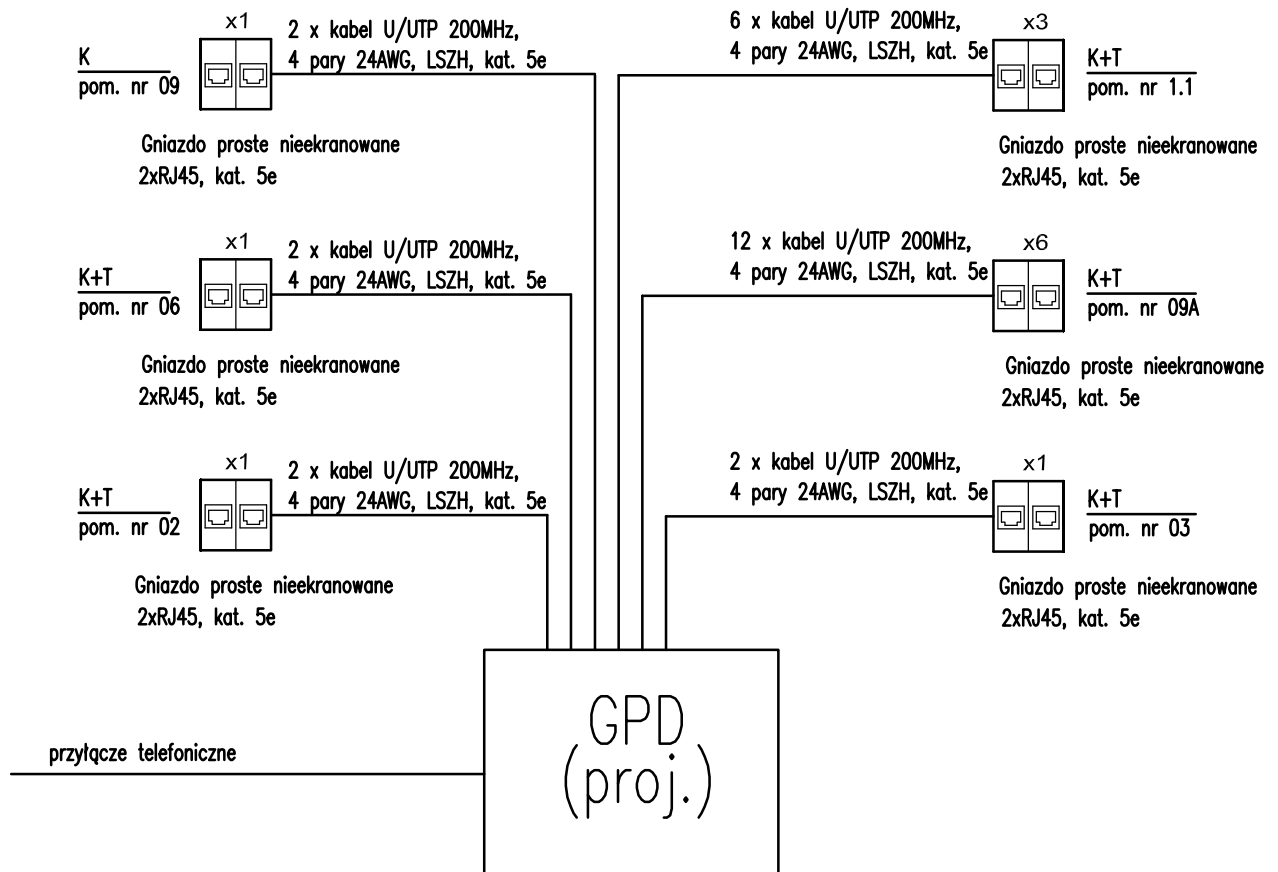 x1
2 x kabel U/UTP 200MHz,
4 pary 24AWG, LSZH, kat. 5e
K
pom. nr 09
Gniazdo proste nieekranowane
2xRJ45, kat. 5e
x1
2 x kabel U/UTP 200MHz,
4 pary 24AWG, LSZH, kat. 5e
K+T
pom. nr 06
Gniazdo proste nieekranowane
2xRJ45, kat. 5e
x1
2 x kabel U/UTP 200MHz,
4 pary 24AWG, LSZH, kat. 5e
K+T
pom. nr 02
Gniazdo proste nieekranowane
2xRJ45, kat. 5e
6 x kabel U/UTP 200MHz,
4 pary 24AWG, LSZH, kat. 5e
x3
K+T
pom. nr 1.1
Gniazdo proste nieekranowane
2xRJ45, kat. 5e
12 x kabel U/UTP 200MHz,
4 pary 24AWG, LSZH, kat. 5e
x6
K+T
pom. nr 09A
Gniazdo proste nieekranowane
2xRJ45, kat. 5e
2 x kabel U/UTP 200MHz,
4 pary 24AWG, LSZH, kat. 5e
x1
K+T
pom. nr 03
Gniazdo proste nieekranowane
2xRJ45, kat. 5e
GPD
(proj.)
przyłącze telefoniczne